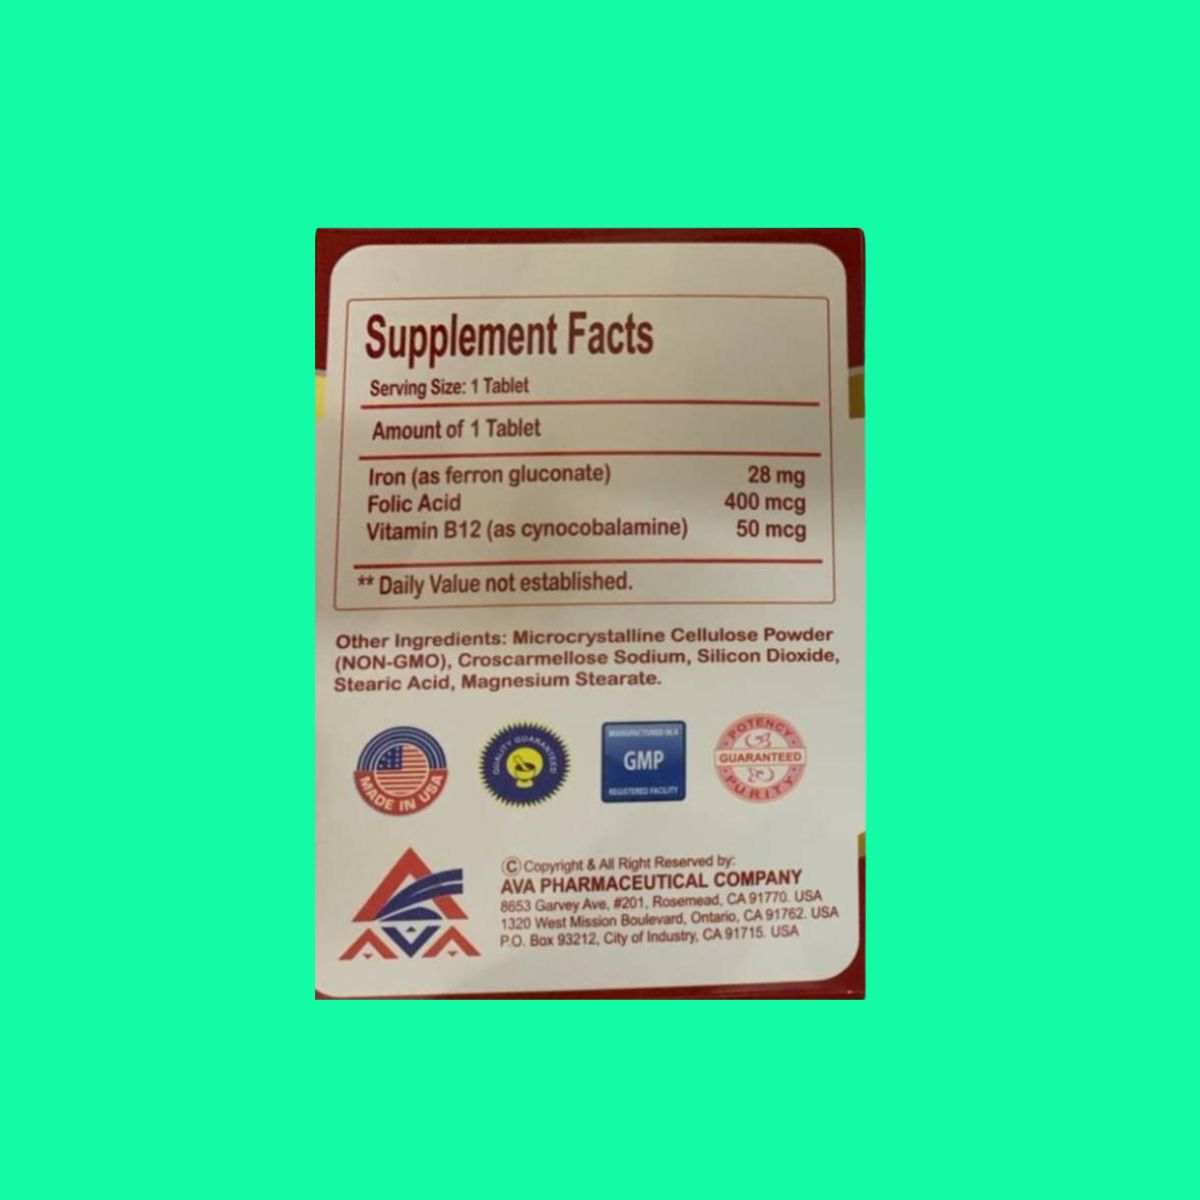 Supplement Facts
Serving Size: 1 Tablet
Amount of 1 Tablet
Iron (as ferron gluconate) 28 mg
Folic Acid 400 mcg
Vitamin B12 (as cynocobalamine) 50 mcg
** Daily Value not established.
Other Ingredients: Microcrystalline Cellulose Powder
(NON-GMO), Croscarmellose Sodium, Silicon Dioxide,
Stearic Acid, Magnesium Stearate.
MADE IN USA
QUALITY GUARANTEED
MANUFACTURED IN A
GMP
REGISTERED FACILITY
POTENCY
GUARANTEED
PURITY
AVA
© Copyright & All Right Reserved by:
AVA PHARMACEUTICAL COMPANY
8653 Garvey Ave, #201, Rosemead, CA 91770. USA
1320 West Mission Boulevard, Ontario, CA 91762. USA
P.O. Box 93212, City of Industry, CA 91715. USA